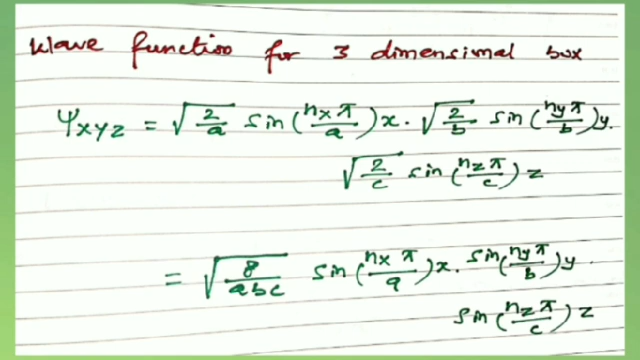 Wave function for 3 dimensional box
Ψxyz = √(2/a) sin(nxπ/a)x · √(2/b) sin(nyπ/b)y.
√(2/c) sin(nzπ/c)z
= √(8/abc) sin(nxπ/a)x · sin(nyπ/b)y ·
sin(nzπ/c)z